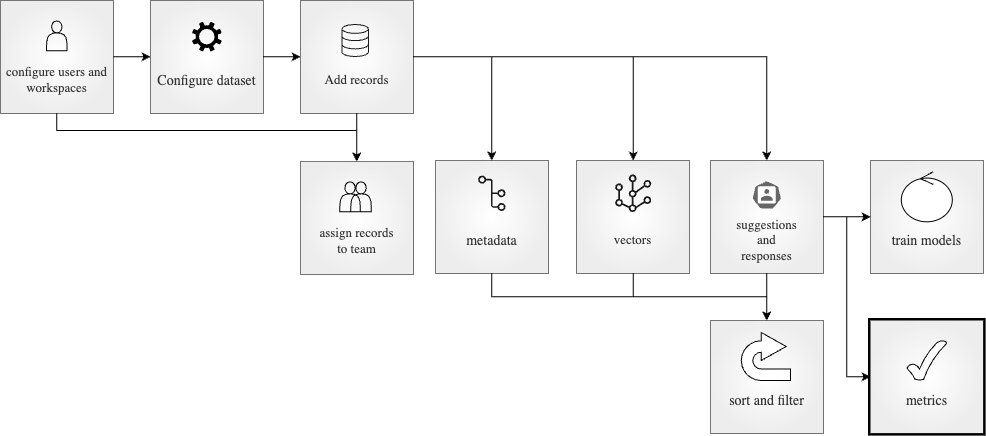 configure users and
workspaces
Configure dataset
Add records
assign records
to team
metadata
vectors
suggestions
and
responses
train models
sort and filter
metrics